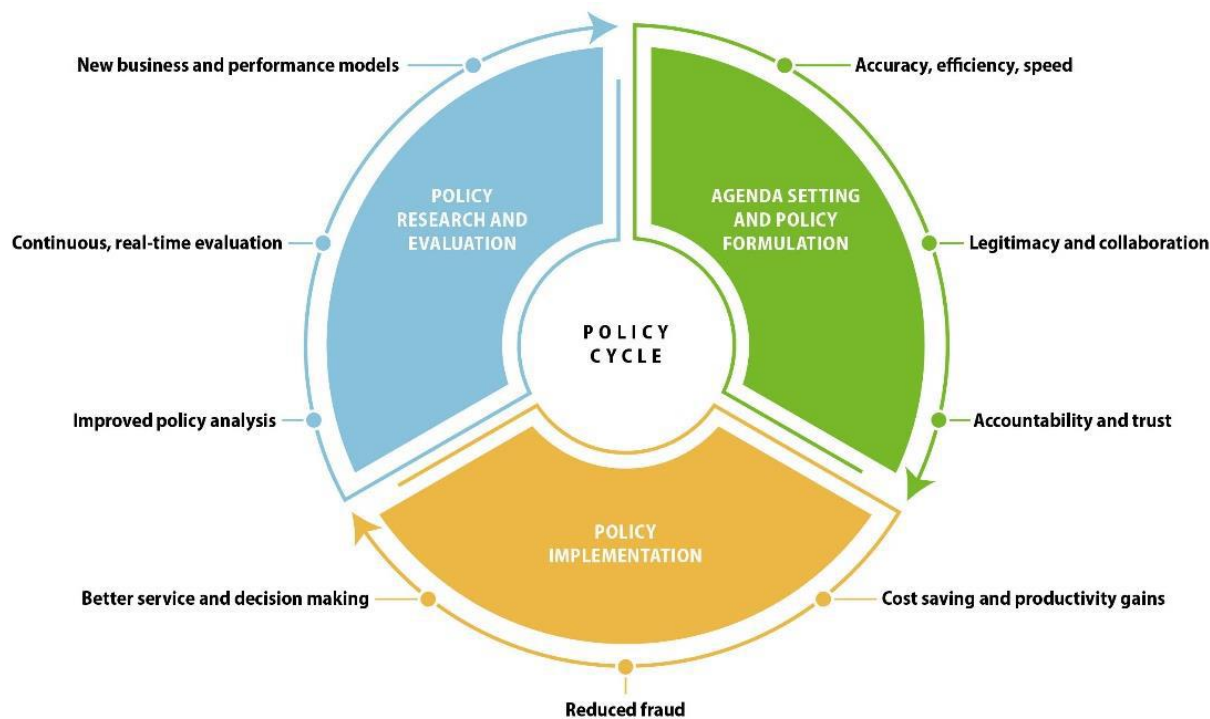 New business and performance models
Accuracy, efficiency, speed
POLICY
RESEARCH AND
EVALUATION
AGENDA SETTING
AND POLICY
FORMULATION
Continuous, real-time evaluation
Legitimacy and collaboration
POLICY
CYCLE
Improved policy analysis
Accountability and trust
POLICY
IMPLEMENTATION
Better service and decision making
Cost saving and productivity gains
Reduced fraud